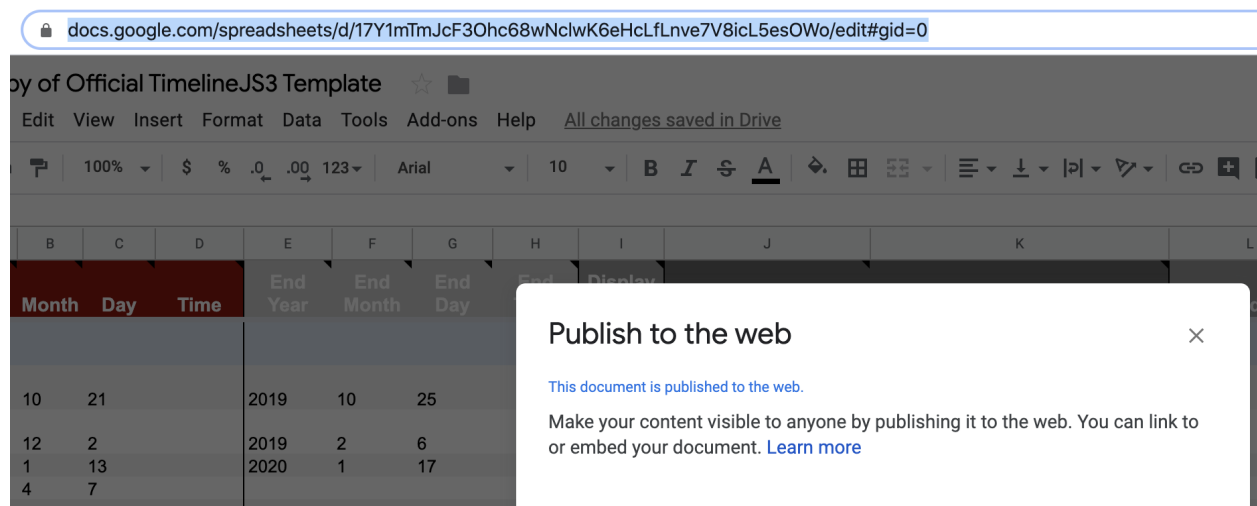 docs.google.com/spreadsheets/d/17Y1mTmJcF3Ohc68wNclwK6eHcLfLnve7V8icL5esOWo/edit#gid=0
py of Official TimelineJS3 Template
Edit View Insert Format Data Tools Add-ons Help All changes saved in Drive
100% $ % .0 .00 123 Arial 10 B I S A
B C D E F G H I J K L
End End End End Display
Month Day Time Year Month Day
10 21 2019 10 25
12 2 2019 2 6
1 13 2020 1 17
4 7
Publish to the web
This document is published to the web.
Make your content visible to anyone by publishing it to the web. You can link to
or embed your document. Learn more